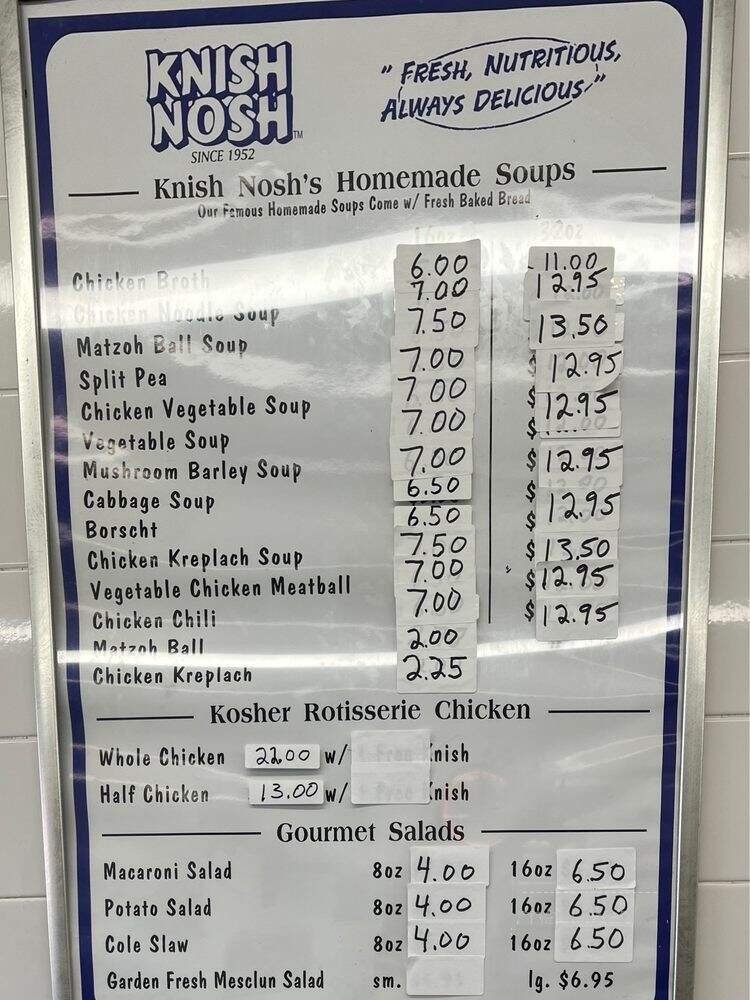 KNISH
NOSH™
SINCE 1952
" FRESH, NUTRITIOUS,
ALWAYS DELICIOUS "
Knish Nosh's Homemade Soups
Our Famous Homemade Soups Come w/ Fresh Baked Bread
16oz 32oz
Chicken Broth 6.00 11.00
Chicken Noodle Soup 7.00 12.95
Matzoh Ball Soup 7.50 13.50
Split Pea 7.00 $12.95
Chicken Vegetable Soup 7.00 $12.95
Vegetable Soup 7.00 $
Mushroom Barley Soup 7.00 $12.95
Cabbage Soup 6.50 $
Borscht 6.50 $12.95
Chicken Kreplach Soup 7.50 $13.50
Vegetable Chicken Meatball 7.00 $12.95
Chicken Chili 7.00 $12.95
Matzoh Ball 2.00
Chicken Kreplach 2.25
Kosher Rotisserie Chicken
Whole Chicken 22.00 w/ Knish
Half Chicken 13.00 w/ Knish
Gourmet Salads
Macaroni Salad 8oz 4.00 16oz 6.50
Potato Salad 8oz 4.00 16oz 6.50
Cole Slaw 8oz 4.00 16oz 6.50
Garden Fresh Mesclun Salad sm. lg. $6.95